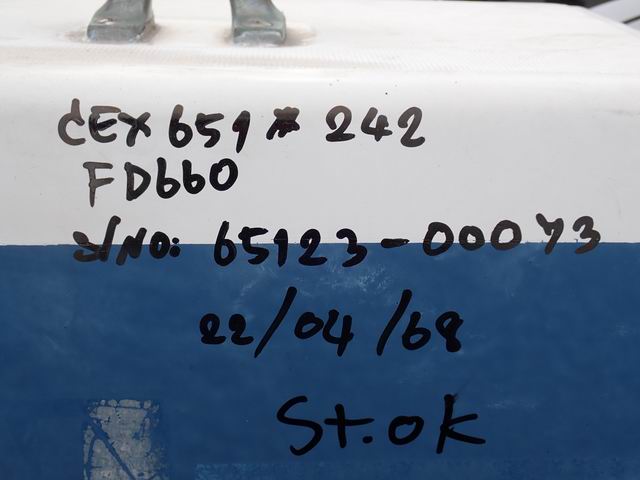 CEX 651 * 242
FD660
S/NO: 65123-00073
22/04/68
St.ok